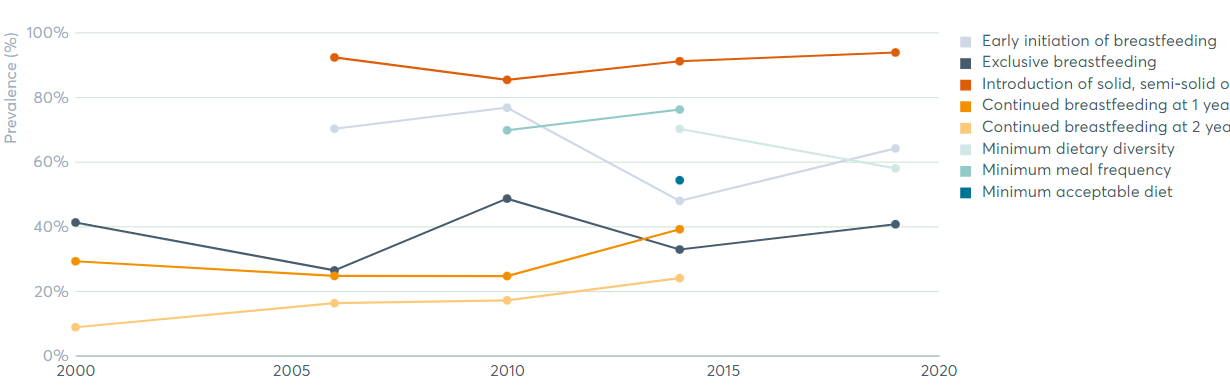 Prevalence (%)
100%
80%
60%
40%
20%
0%
2000 2005 2010 2015 2020
Early initiation of breastfeeding
Exclusive breastfeeding
Introduction of solid, semi-solid o
Continued breastfeeding at 1 yea
Continued breastfeeding at 2 yea
Minimum dietary diversity
Minimum meal frequency
Minimum acceptable diet